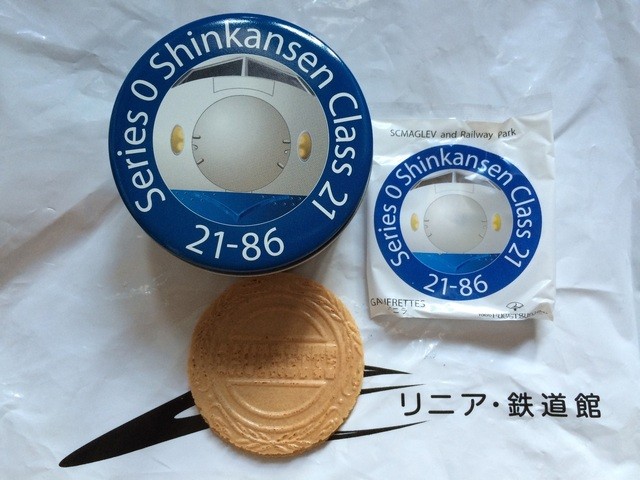 Series 0 Shinkansen Class 21
21-86
SCMAGLEV and Railway Park
Series 0 Shinkansen Class 21
21-86
GAUFRETTES
リニア・鉄道館